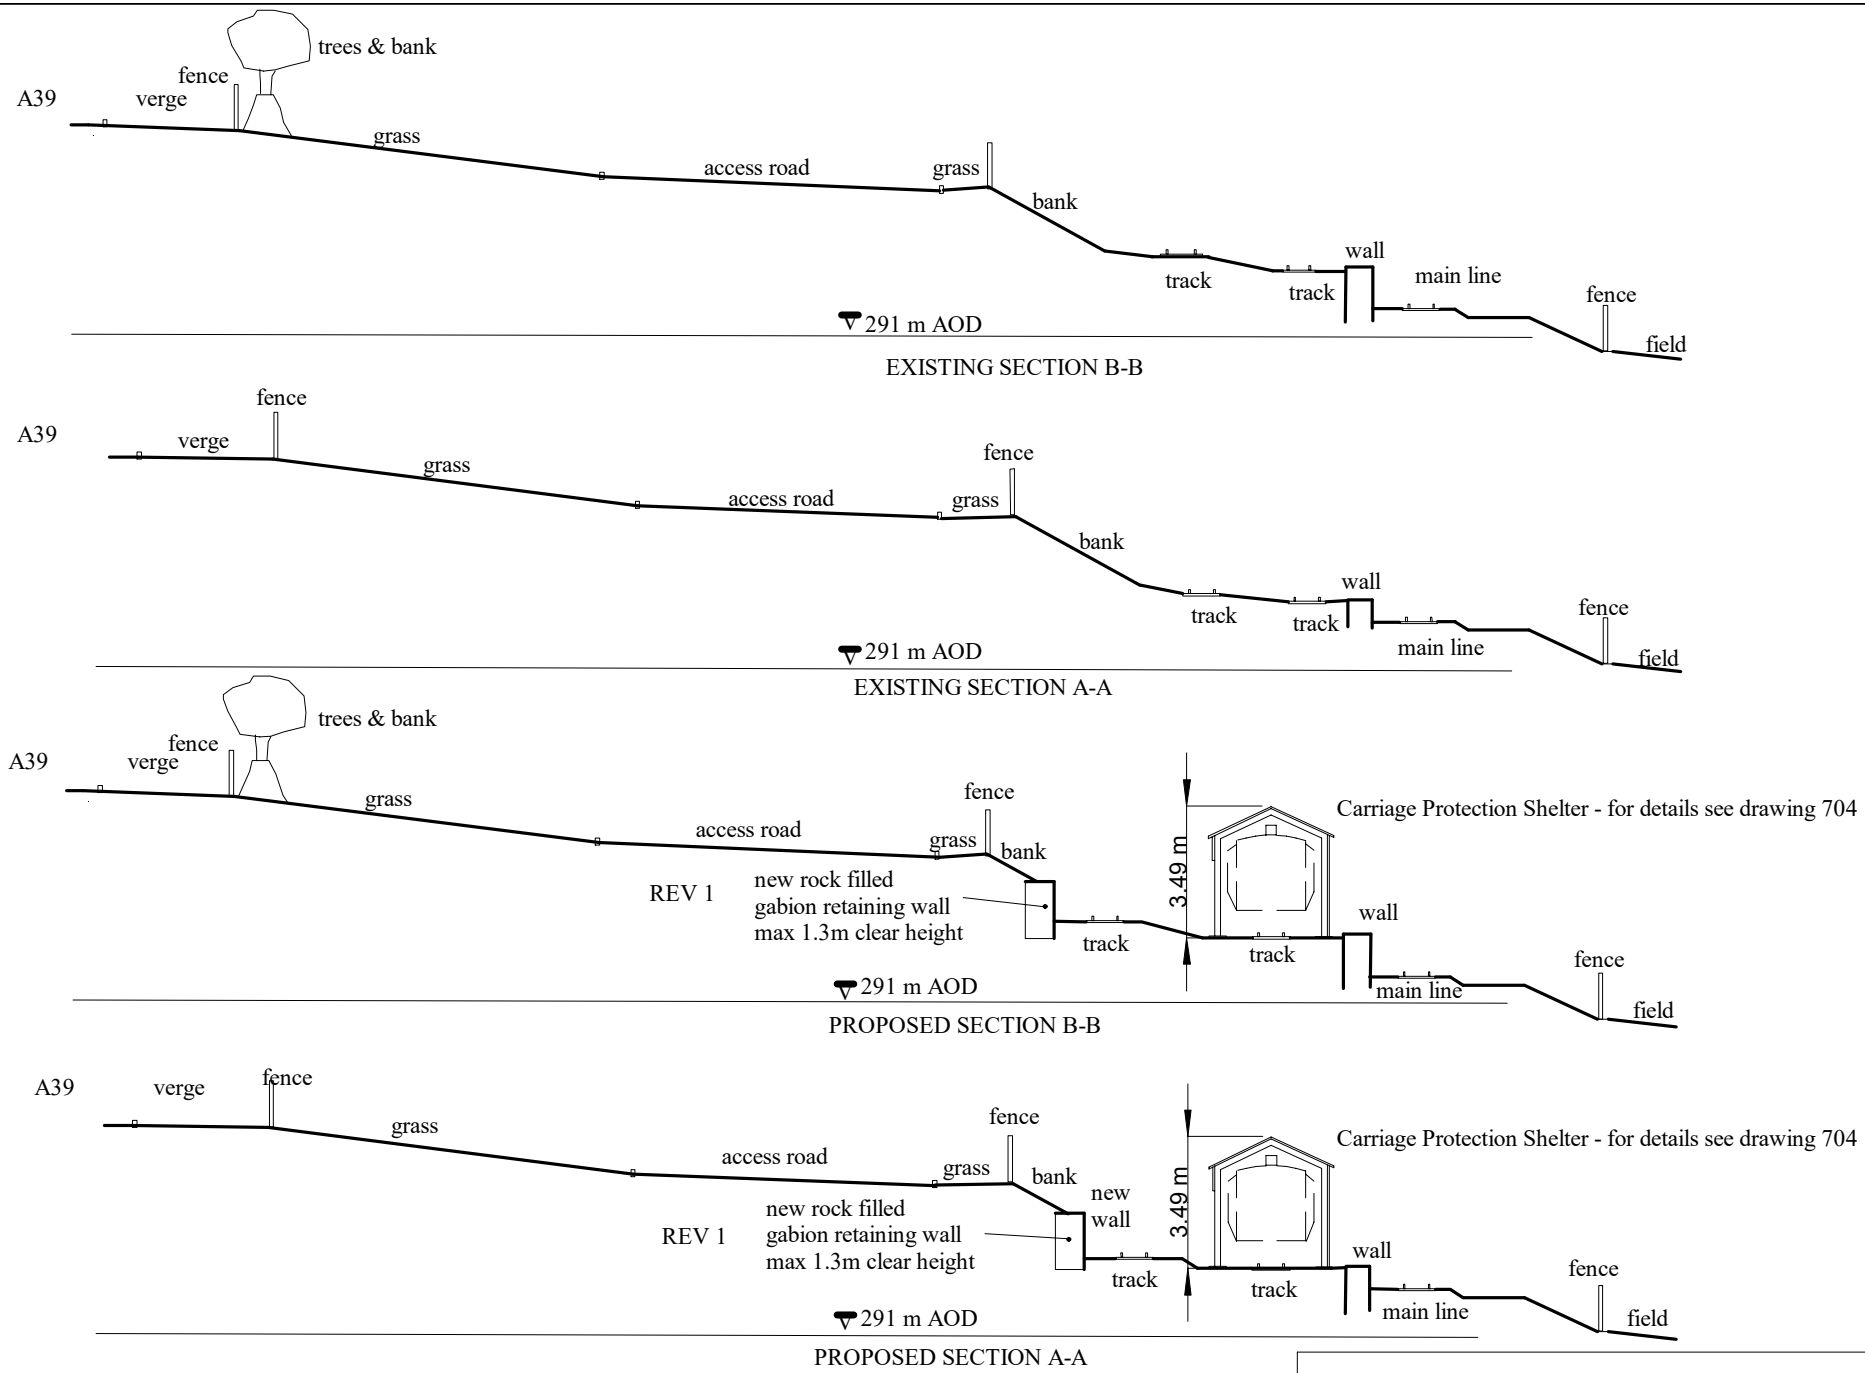 trees & bank
fence
A39
verge
grass
access road
grass
bank
wall
track
track
main line
fence
field
291 m AOD
EXISTING SECTION B-B
fence
A39
verge
grass
access road
grass
fence
bank
wall
track
track
main line
fence
field
291 m AOD
EXISTING SECTION A-A
trees & bank
fence
A39
verge
grass
access road
grass
fence
bank
REV 1
new rock filled
gabion retaining wall
max 1.3m clear height
track
3.49 m
Carriage Protection Shelter - for details see drawing 704
track
wall
main line
fence
field
291 m AOD
PROPOSED SECTION B-B
A39
verge
fence
grass
access road
grass
fence
bank
new
wall
REV 1
new rock filled
gabion retaining wall
max 1.3m clear height
track
3.49 m
Carriage Protection Shelter - for details see drawing 704
track
wall
main line
fence
field
291 m AOD
PROPOSED SECTION A-A